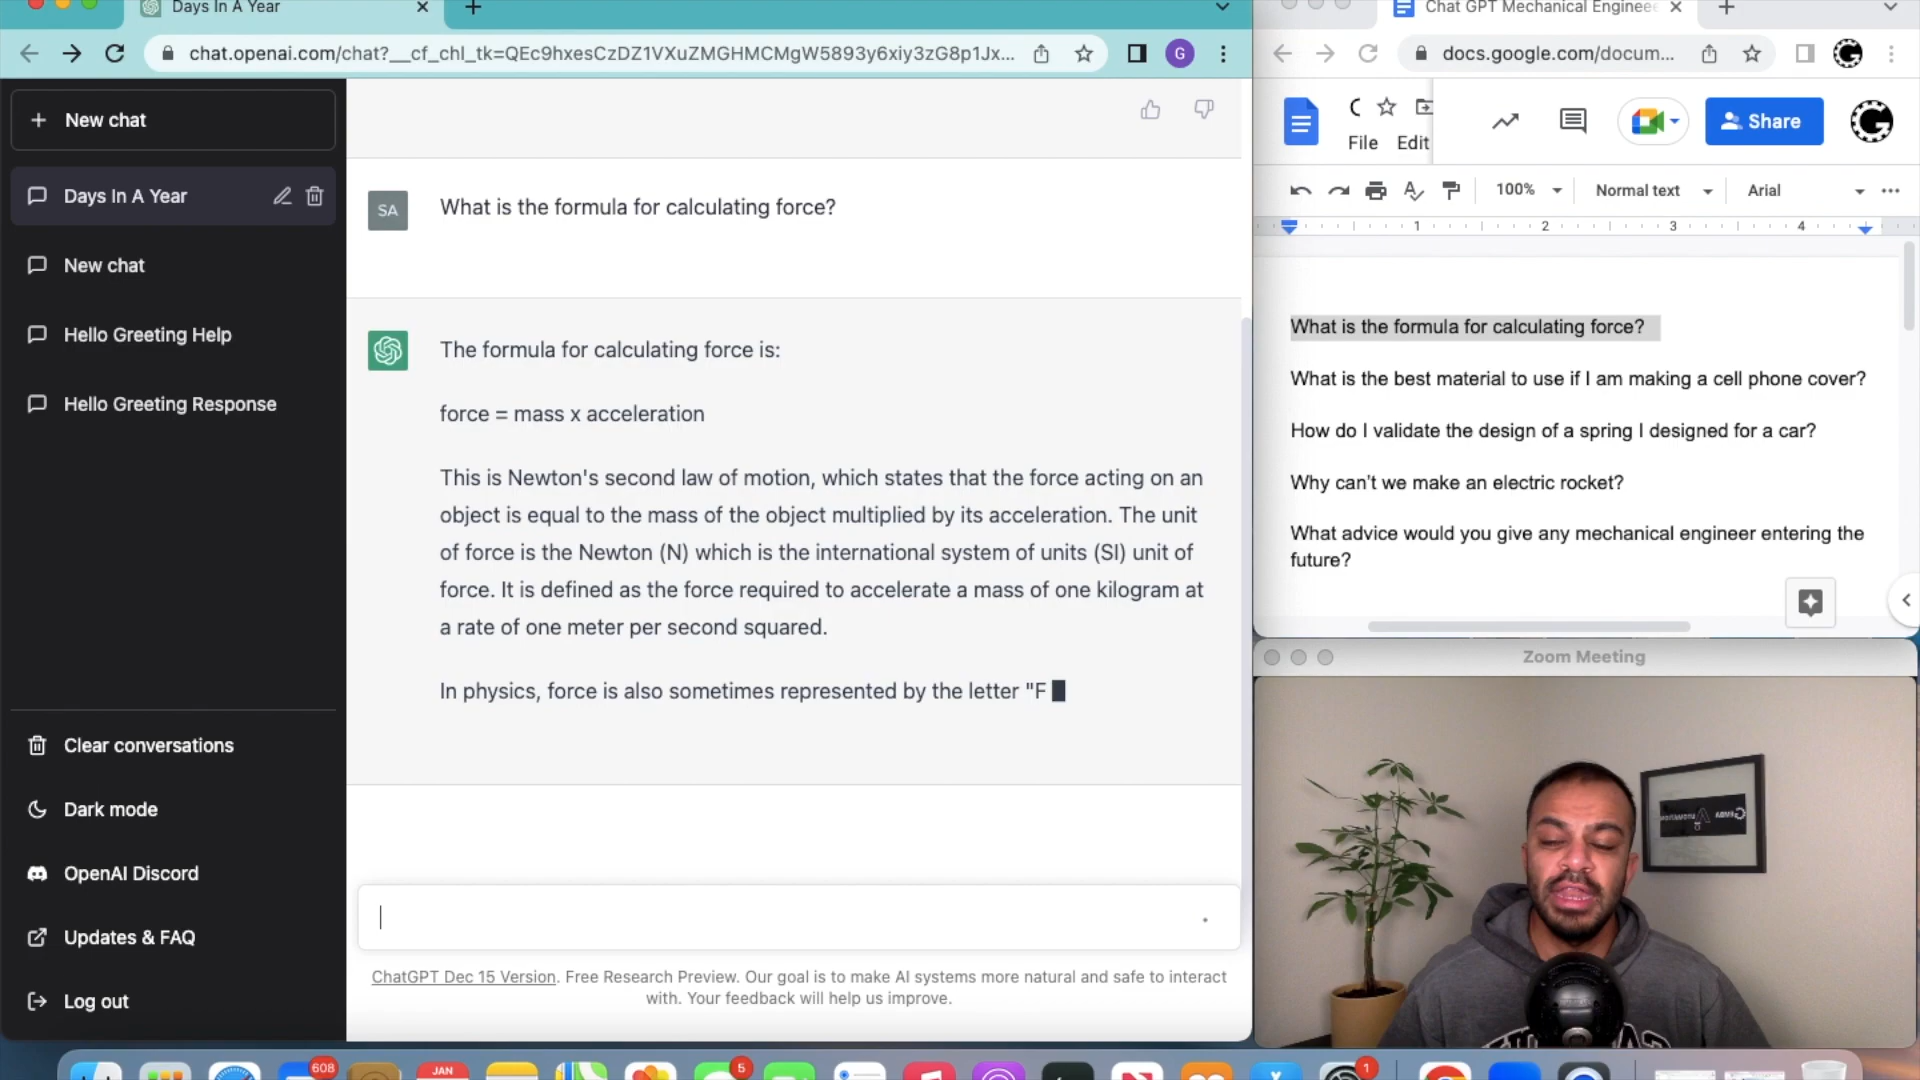 Days In A Year
chat.openai.com/chat?__cf_chl_tk=QEc9hxesCzDZ1VXuZMGHMCMgW5893y6xiy3zG8p1Jx...
G
New chat
Days In A Year
New chat
Hello Greeting Help
Hello Greeting Response
Clear conversations
Dark mode
OpenAI Discord
Updates & FAQ
Log out
SA
What is the formula for calculating force?
The formula for calculating force is:
force = mass x acceleration
This is Newton's second law of motion, which states that the force acting on an
object is equal to the mass of the object multiplied by its acceleration. The unit
of force is the Newton (N) which is the international system of units (SI) unit of
force. It is defined as the force required to accelerate a mass of one kilogram at
a rate of one meter per second squared.
In physics, force is also sometimes represented by the letter "F
ChatGPT Dec 15 Version. Free Research Preview. Our goal is to make AI systems more natural and safe to interact
with. Your feedback will help us improve.
Chat GPT Mechanical Enginee
docs.google.com/docum...
C
File Edit
Share
100% Normal text Arial
1 2 3 4
What is the formula for calculating force?
What is the best material to use if I am making a cell phone cover?
How do I validate the design of a spring I designed for a car?
Why can't we make an electric rocket?
What advice would you give any mechanical engineer entering the
future?
Zoom Meeting
608
JAN
5
1